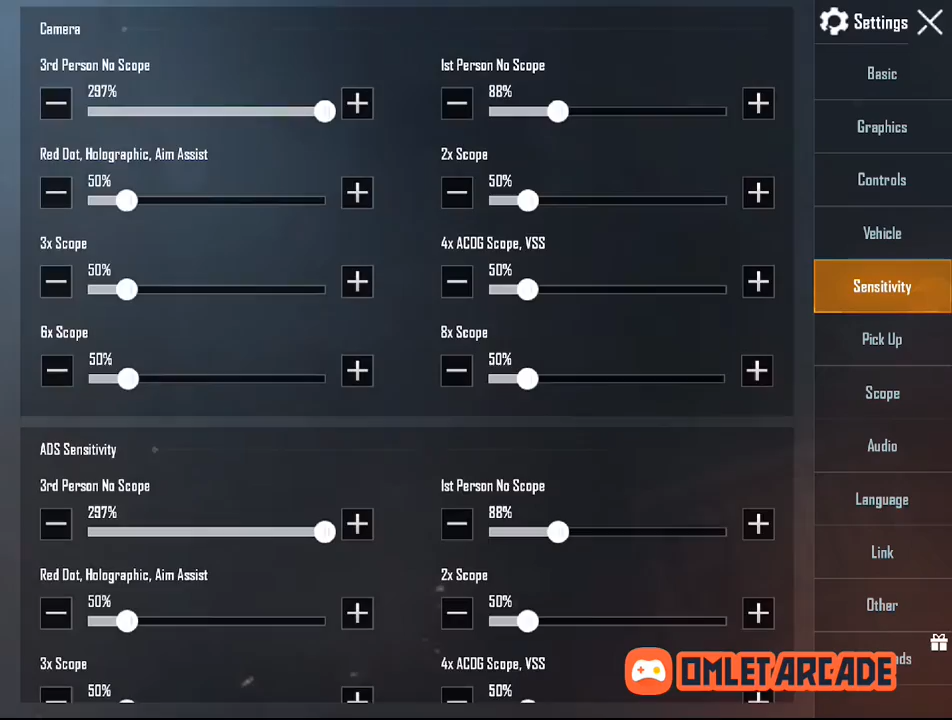 Camera
3rd Person No Scope
297%
1st Person No Scope
88%
Red Dot, Holographic, Aim Assist
50%
2x Scope
50%
3x Scope
50%
4x ACOG Scope, VSS
50%
6x Scope
50%
8x Scope
50%
ADS Sensitivity
3rd Person No Scope
297%
1st Person No Scope
88%
Red Dot, Holographic, Aim Assist
50%
2x Scope
50%
3x Scope
50%
4x ACOG Scope, VSS
50%
Settings
Basic
Graphics
Controls
Vehicle
Sensitivity
Pick Up
Scope
Audio
Language
Link
Other
OMLET ARCADE